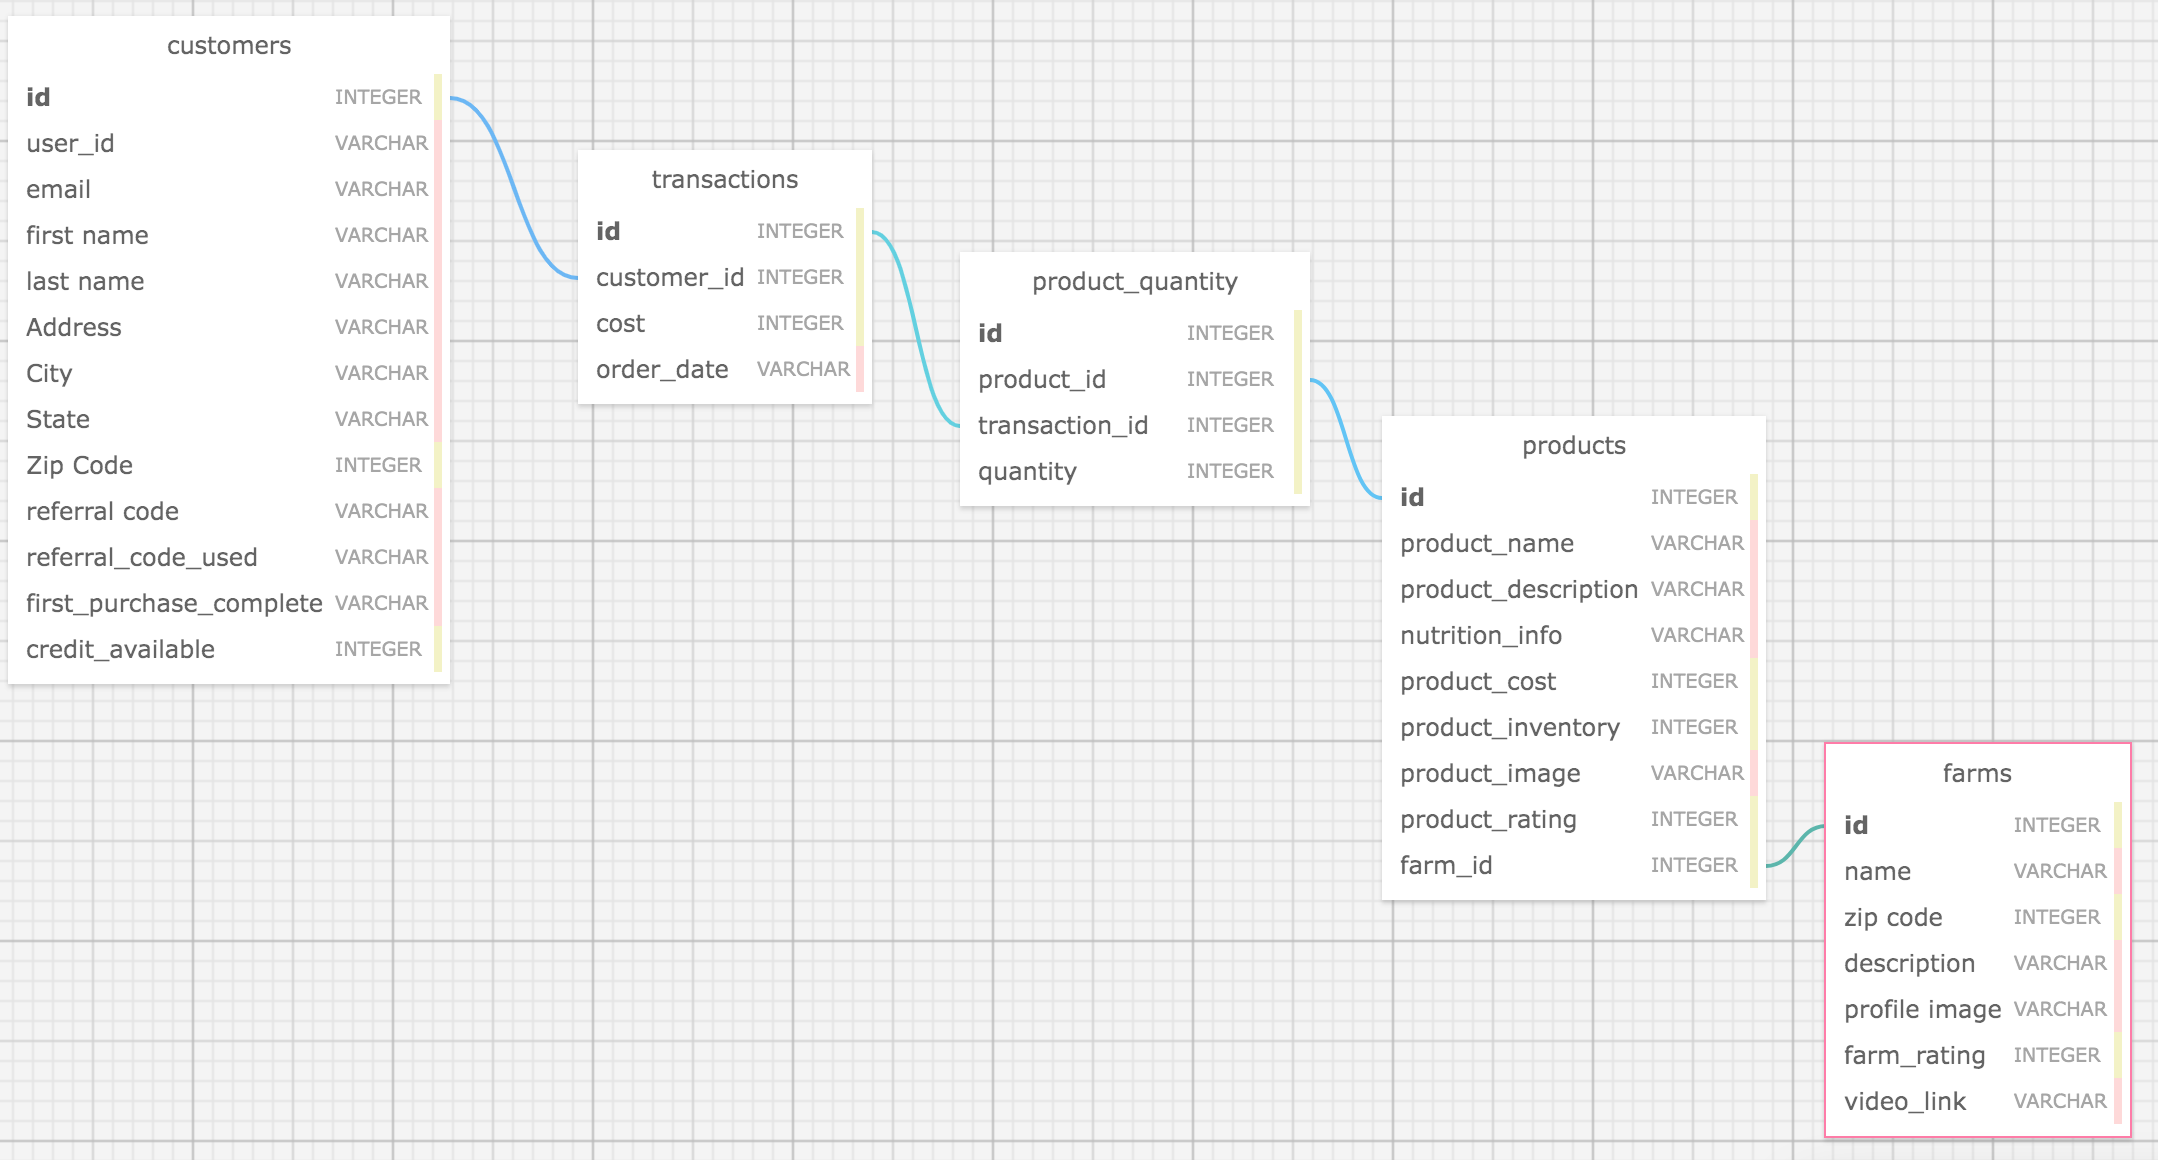 customers
id INTEGER
user_id VARCHAR
email VARCHAR
first name VARCHAR
last name VARCHAR
Address VARCHAR
City VARCHAR
State VARCHAR
Zip Code INTEGER
referral code VARCHAR
referral_code_used VARCHAR
first_purchase_complete VARCHAR
credit_available INTEGER
transactions
id INTEGER
customer_id INTEGER
cost INTEGER
order_date VARCHAR
product_quantity
id INTEGER
product_id INTEGER
transaction_id INTEGER
quantity INTEGER
products
id INTEGER
product_name VARCHAR
product_description VARCHAR
nutrition_info VARCHAR
product_cost INTEGER
product_inventory INTEGER
product_image VARCHAR
product_rating INTEGER
farm_id INTEGER
farms
id INTEGER
name VARCHAR
zip code INTEGER
description VARCHAR
profile image VARCHAR
farm_rating INTEGER
video_link VARCHAR